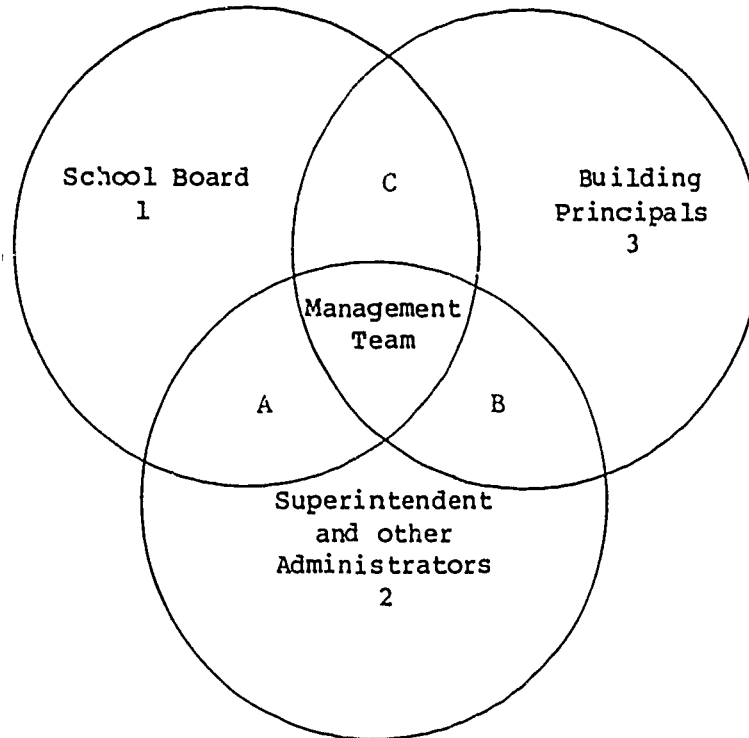 School Board
1
C
Building
Principals
3
Management
Team
A
B
Superintendent
and other
Administrators
2